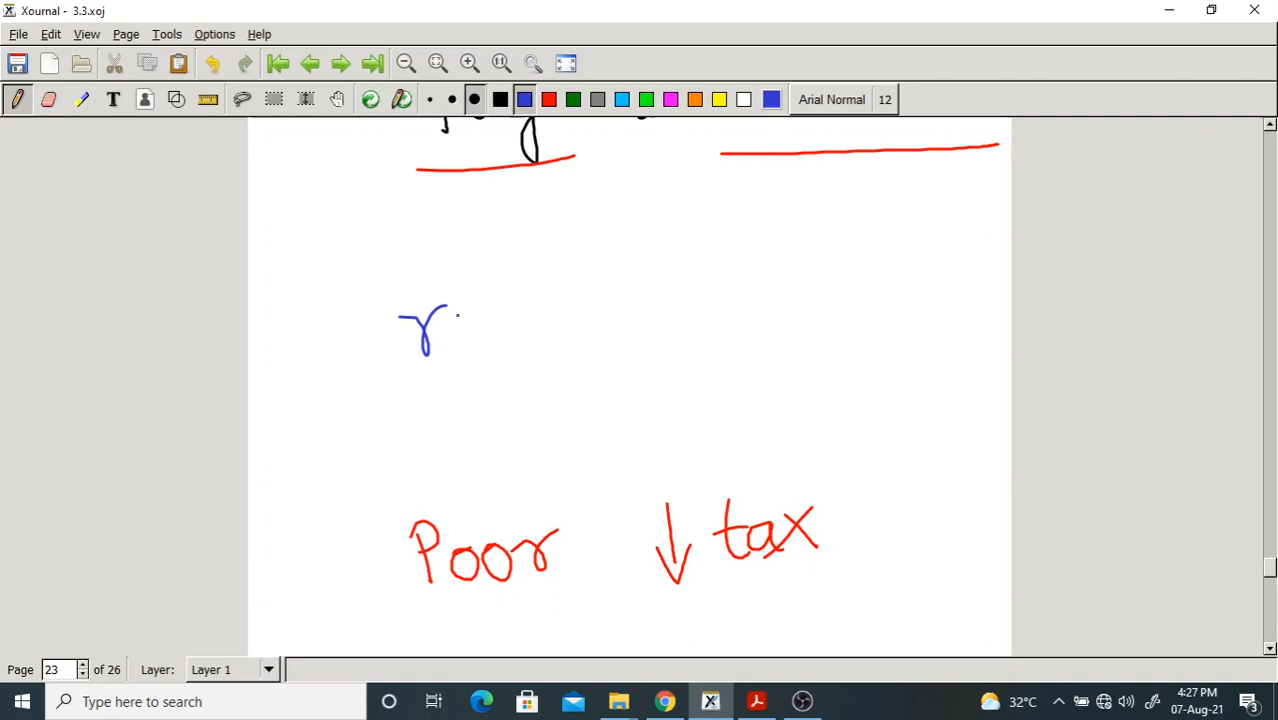 Xournal - 3.3.xoj
File Edit View Page Tools Options Help
T Arial Normal 12
r
Poor ↓ tax
Page 23 of 26 Layer: Layer 1
Type here to search 32°C 4:27 PM
07-Aug-21 3